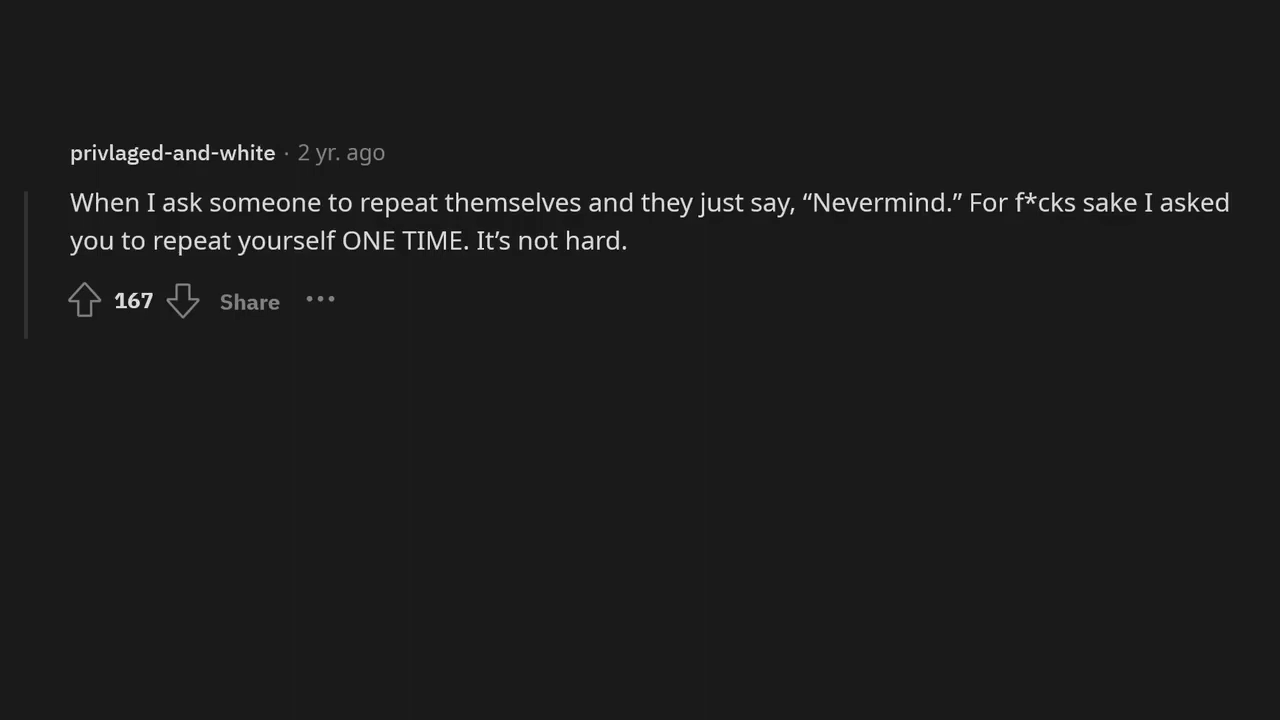 privlaged-and-white · 2 yr. ago
When I ask someone to repeat themselves and they just say, “Nevermind.” For f*cks sake I asked
you to repeat yourself ONE TIME. It’s not hard.
167 Share •••